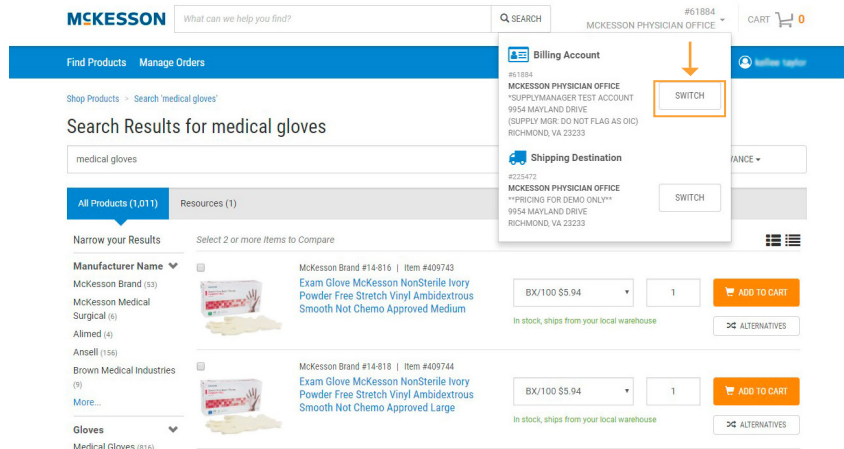 MCKESSON
What can we help you find?
SEARCH
#61884
MCKESSON PHYSICIAN OFFICE
CART 0
Find Products Manage Orders
Billing Account
#61884
MCKESSON PHYSICIAN OFFICE
*SUPPLYMANAGER TEST ACCOUNT
9954 MAYLAND DRIVE
(SUPPLY MGR: DO NOT FLAG AS OIC)
RICHMOND, VA 23233
SWITCH
Shipping Destination
#225472
MCKESSON PHYSICIAN OFFICE
**PRICING FOR DEMO ONLY**
9954 MAYLAND DRIVE
RICHMOND, VA 23233
SWITCH
Shop Products > Search 'medical gloves'
Search Results for medical gloves
medical gloves
VANCE
All Products (1,011)
Resources (1)
Narrow your Results
Select 2 or more Items to Compare
Manufacturer Name
McKesson Brand (53)
McKesson Medical
Surgical (6)
Alimed (4)
Ansell (156)
Brown Medical Industries
(9)
More...
Gloves
Medical Gloves (816)
McKesson Brand #14-816 | Item #409743
Exam Glove McKesson NonSterile Ivory
Powder Free Stretch Vinyl Ambidextrous
Smooth Not Chemo Approved Medium
BX/100 $5.94
1
ADD TO CART
In stock, ships from your local warehouse
ALTERNATIVES
McKesson Brand #14-818 | Item #409744
Exam Glove McKesson NonSterile Ivory
Powder Free Stretch Vinyl Ambidextrous
Smooth Not Chemo Approved Large
BX/100 $5.94
1
ADD TO CART
In stock, ships from your local warehouse
ALTERNATIVES